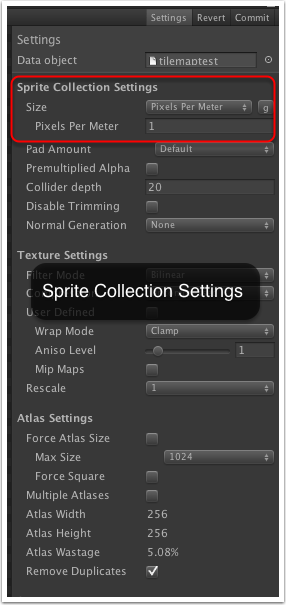 Settings Revert Commit
Settings
Data object tilemaptest
Sprite Collection Settings
Size Pixels Per Meter g
Pixels Per Meter 1
Pad Amount Default
Premultiplied Alpha
Collider depth 20
Disable Trimming
Normal Generation None
Texture Settings
Filter Mode Bilinear
Sprite Collection Settings
User Defined
Wrap Mode Clamp
Aniso Level 1
Mip Maps
Rescale 1
Atlas Settings
Force Atlas Size
Max Size 1024
Force Square
Multiple Atlases
Atlas Width 256
Atlas Height 256
Atlas Wastage 5.08%
Remove Duplicates